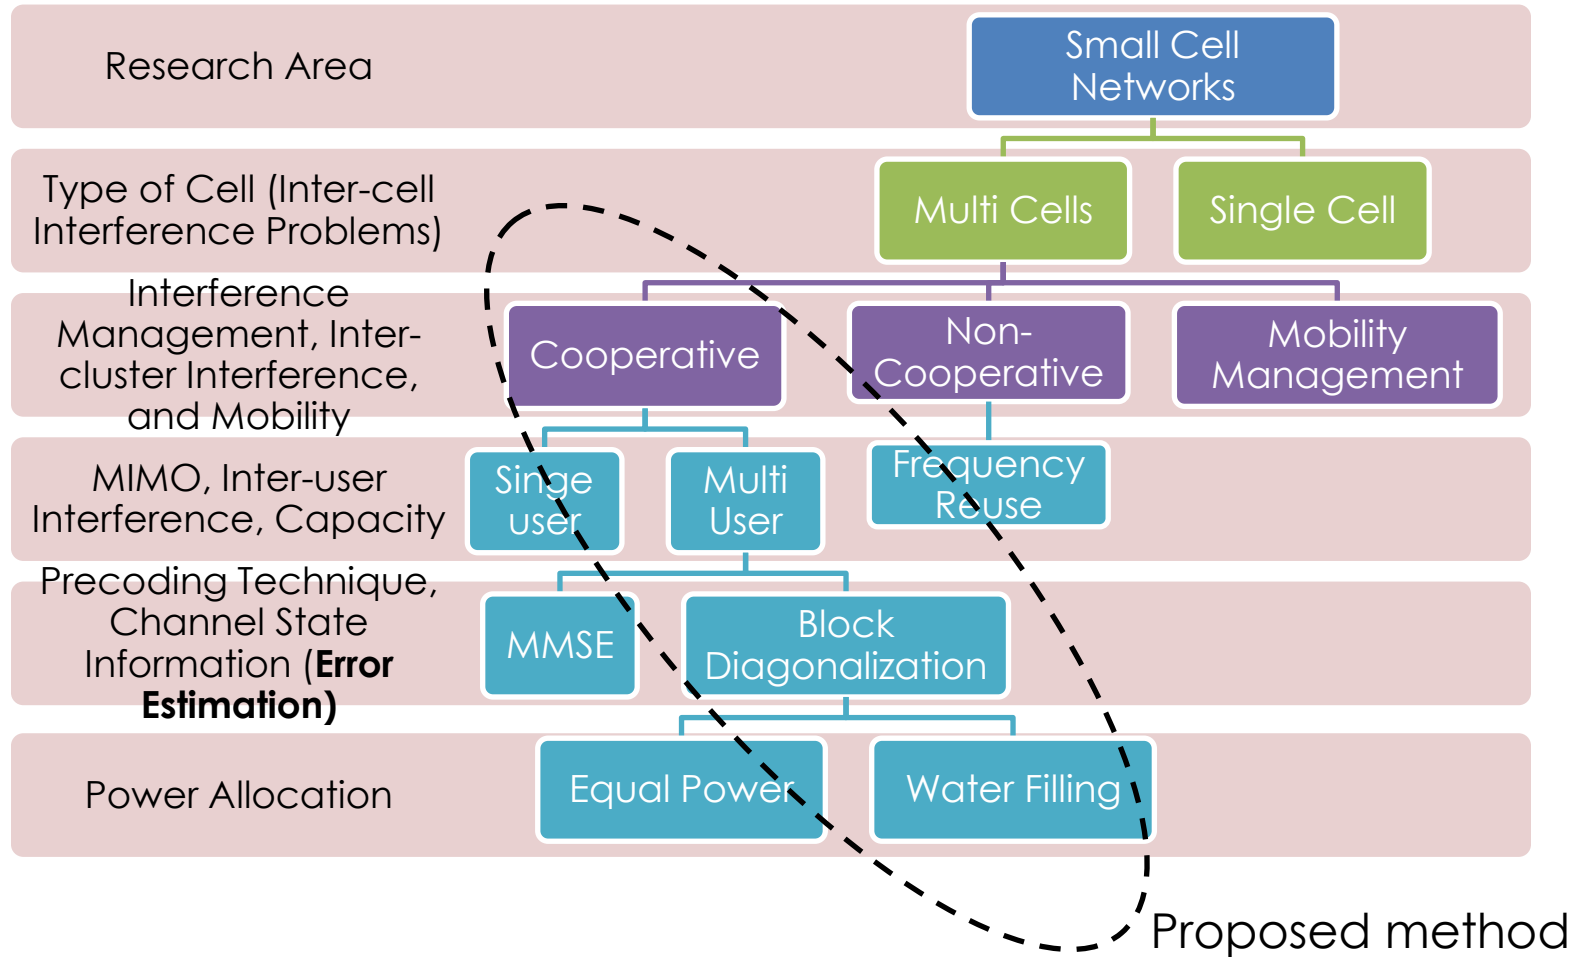 Research Area
Small Cell
Networks
Type of Cell (Inter-cell
Interference Problems)
Multi Cells
Single Cell
Interference
Management, Inter-
cluster Interference,
and Mobility
Cooperative
Non-
Cooperative
Mobility
Management
MIMO, Inter-user
Interference, Capacity
Singe
user
Multi
User
Frequency
Reuse
Precoding Technique,
Channel State
Information (Error
Estimation)
MMSE
Block
Diagonalization
Power Allocation
Equal Power
Water Filling
Proposed method